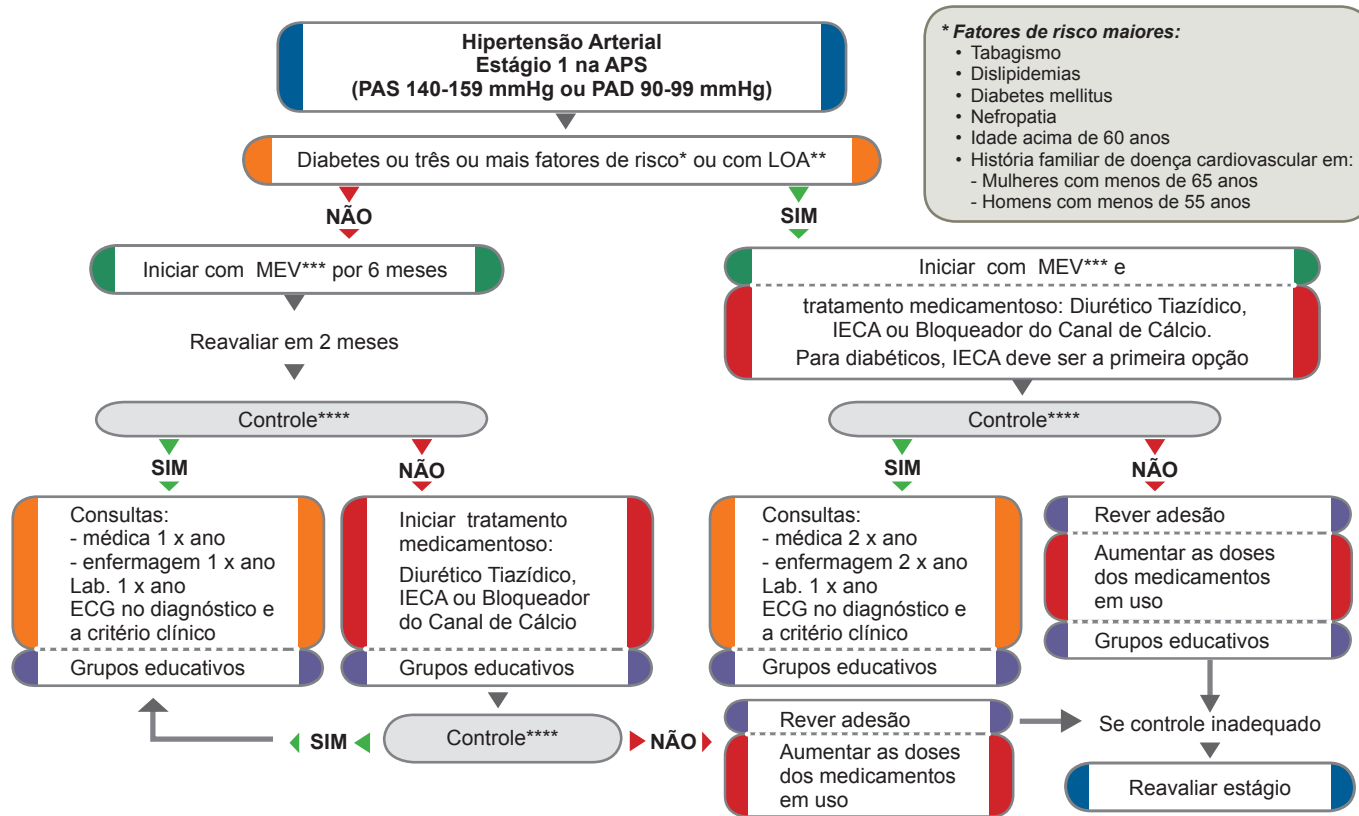 Hipertensão Arterial
Estágio 1 na APS
(PAS 140-159 mmHg ou PAD 90-99 mmHg)
* Fatores de risco maiores:
• Tabagismo
• Dislipidemias
• Diabetes mellitus
• Nefropatia
• Idade acima de 60 anos
• História familiar de doença cardiovascular em:
- Mulheres com menos de 65 anos
- Homens com menos de 55 anos
Diabetes ou três ou mais fatores de risco* ou com LOA**
NÃO
SIM
Iniciar com MEV*** por 6 meses
Reavaliar em 2 meses
Iniciar com MEV*** e
tratamento medicamentoso: Diurético Tiazídico,
IECA ou Bloqueador do Canal de Cálcio.
Para diabéticos, IECA deve ser a primeira opção
Controle****
SIM
NÃO
Controle****
SIM
NÃO
Consultas:
- médica 1 x ano
- enfermagem 1 x ano
Lab. 1 x ano
ECG no diagnóstico e
a critério clínico
Grupos educativos
Iniciar tratamento
medicamentoso:
Diurético Tiazídico,
IECA ou Bloqueador
do Canal de Cálcio
Grupos educativos
Consultas:
- médica 2 x ano
- enfermagem 2 x ano
Lab. 1 x ano
ECG no diagnóstico e
a critério clínico
Grupos educativos
Rever adesão
Aumentar as doses
dos medicamentos
em uso
Grupos educativos
SIM
Controle****
NÃO
Rever adesão
Aumentar as doses
dos medicamentos
em uso
Se controle inadequado
Reavaliar estágio